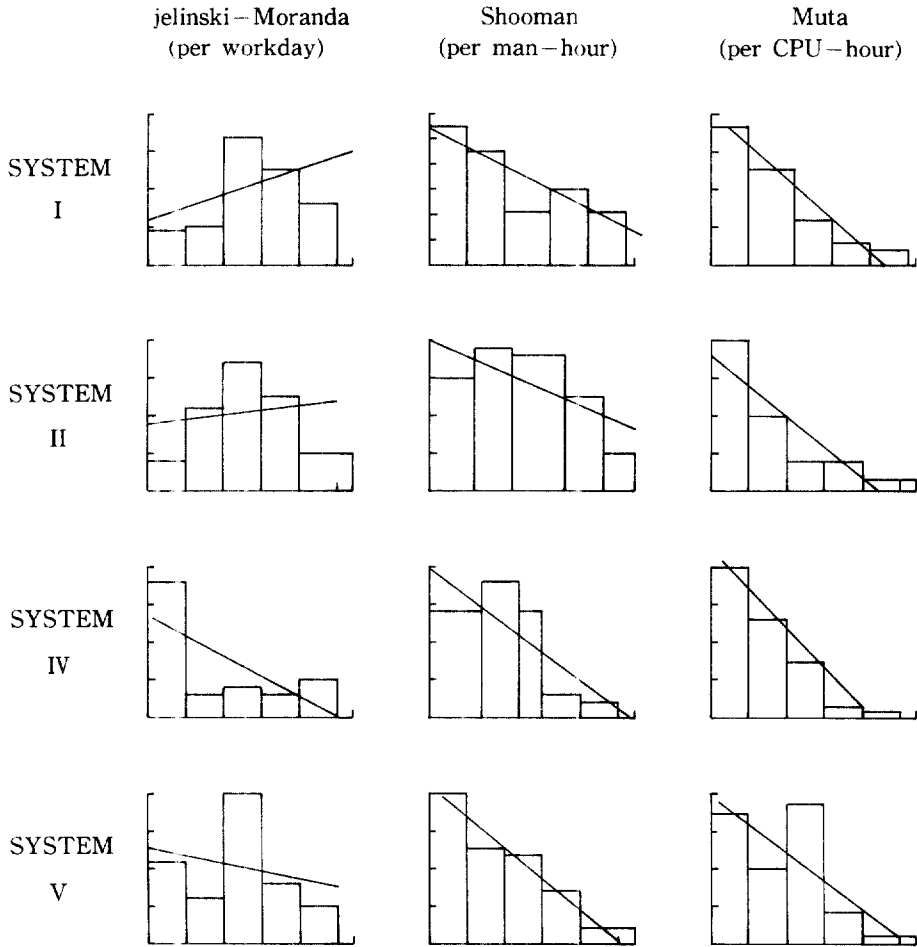 jelinski-Moranda
(per workday)
Shooman
(per man-hour)
Muta
(per CPU-hour)
SYSTEM
I
SYSTEM
II
SYSTEM
IV
SYSTEM
V